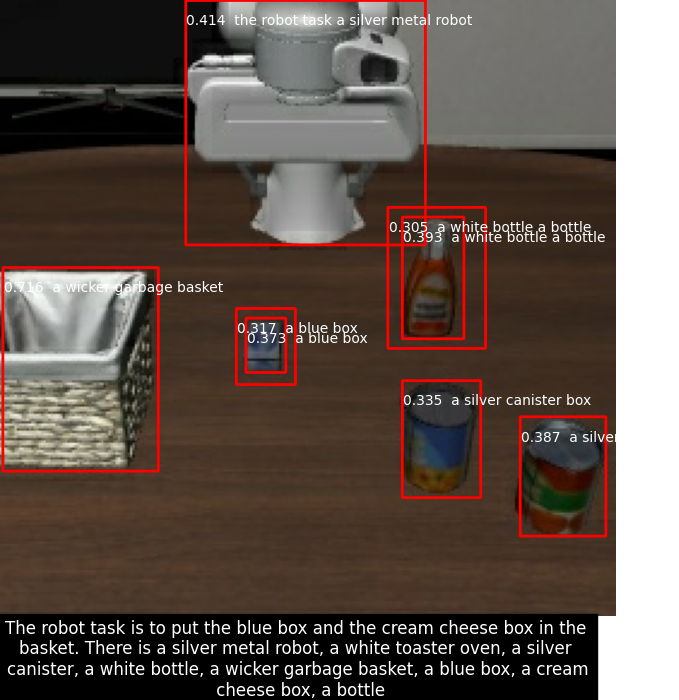 0.414 the robot task a silver metal robot
0.305 a white bottle a bottle
0.393 a white bottle a bottle
0.716 a wicker garbage basket
0.317 a blue box
0.373 a blue box
0.335 a silver canister box
0.387 a silver
The robot task is to put the blue box and the cream cheese box in the
basket. There is a silver metal robot, a white toaster oven, a silver
canister, a white bottle, a wicker garbage basket, a blue box, a cream
cheese box, a bottle